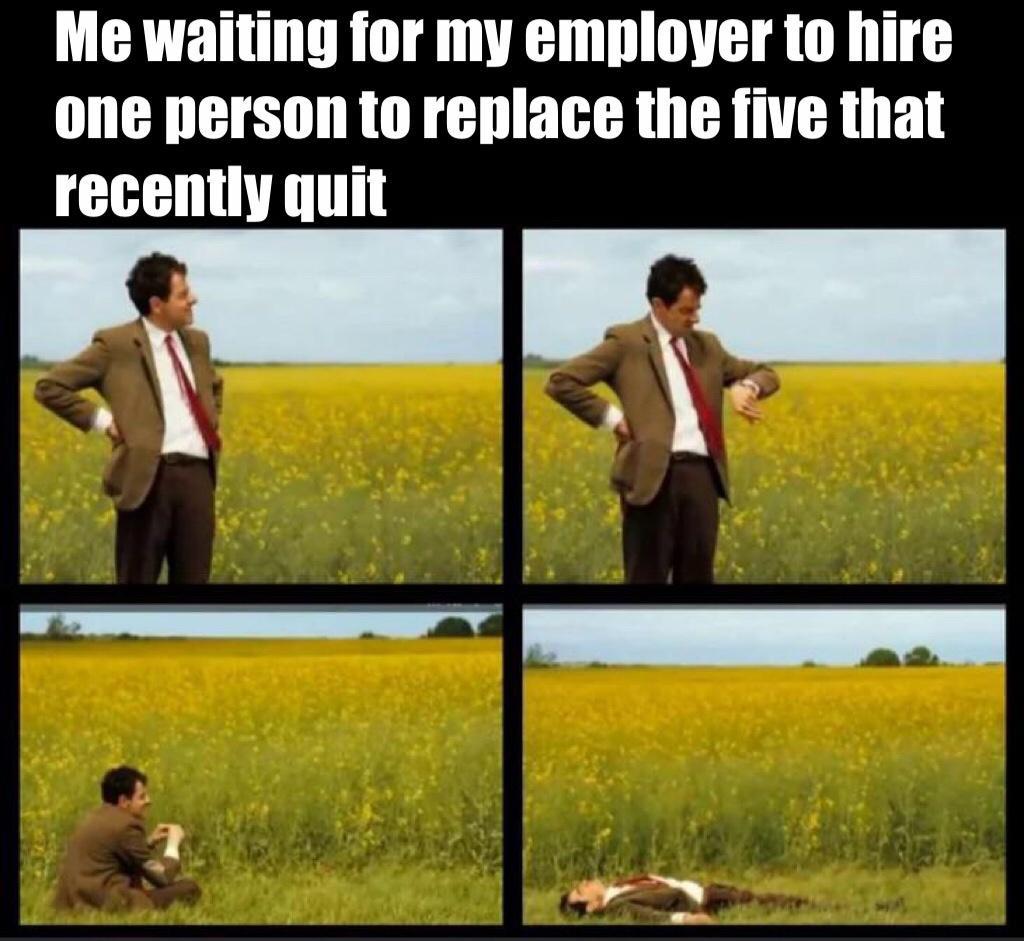 Me waiting for my employer to hire
one person to replace the five that
recently quit